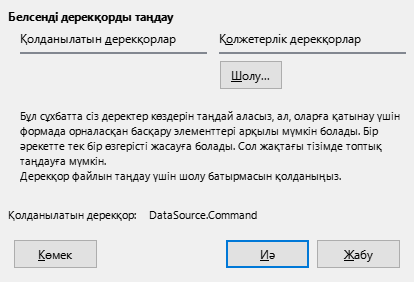 Белсенді дерекқорды таңдау
Қолданылатын дерекқорлар Қолжетерлік дерекқорлар
Шолу...
Бұл сұхбатта сіз деректер көздерін таңдай аласыз, ал, оларға қатынау үшін
формада орналасқан басқару элементтері арқылы мүмкін болады. Бір
әрекетте тек бір өзгерісті жасауға болады. Сол жақтағы тізімде топтық
таңдауға мүмкін.
Дерекқор файлын таңдау үшін шолу батырмасын қолданыңыз.
Қолданылатын дерекқор: DataSource.Command
Көмек Иә Жабу